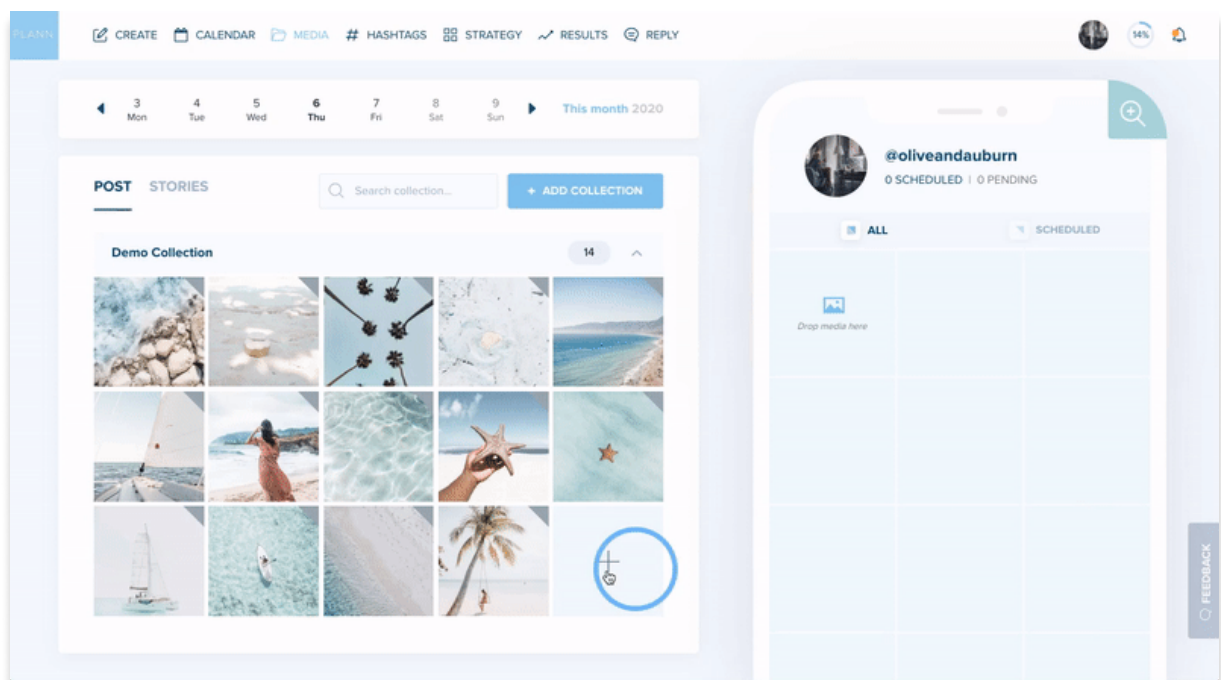 PLANN
CREATE CALENDAR MEDIA # HASHTAGS STRATEGY RESULTS REPLY
14%
3 4 5 6 7 8 9
Mon Tue Wed Thu Fri Sat Sun
This month 2020
POST STORIES
Search collection...
+ ADD COLLECTION
Demo Collection
14
@oliveandauburn
0 SCHEDULED | 0 PENDING
ALL
SCHEDULED
Drop media here
FEEDBACK